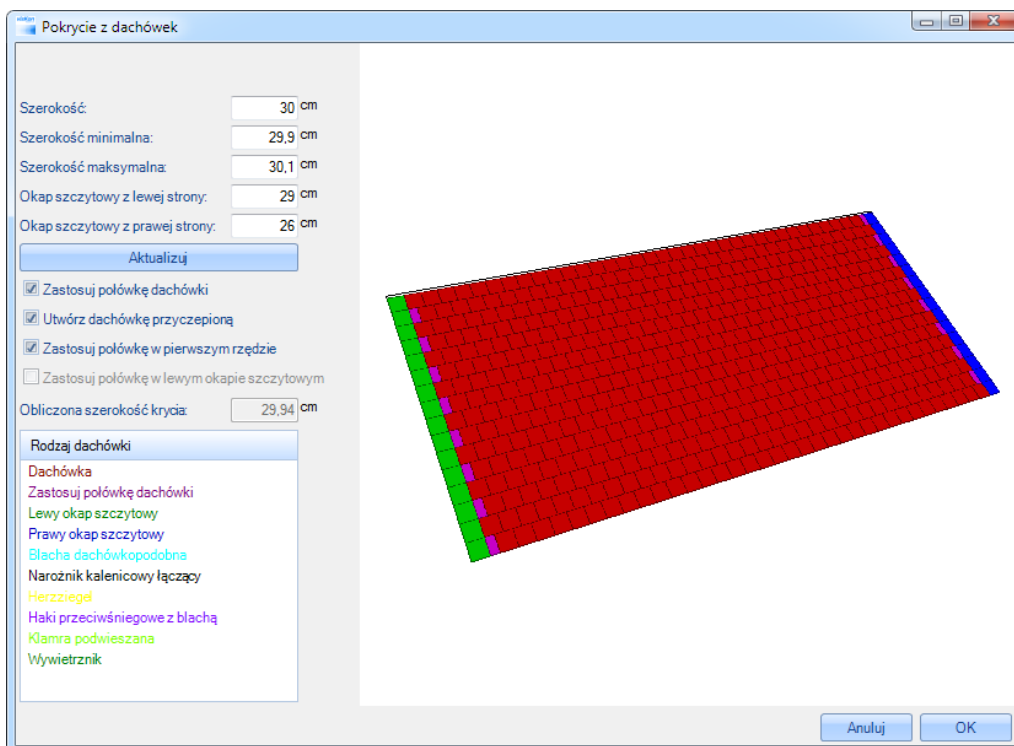 Pokrycie z dachówek
Szerokość: 30 cm
Szerokość minimalna: 29,9 cm
Szerokość maksymalna: 30,1 cm
Okap szczytowy z lewej strony: 29 cm
Okap szczytowy z prawej strony: 26 cm
Aktualizuj
Zastosuj połówkę dachówki
Utwórz dachówkę przyczepioną
Zastosuj połówkę w pierwszym rzędzie
Zastosuj połówkę w lewym okapie szczytowym
Obliczona szerokość krycia: 29,94 cm
Rodzaj dachówki
Dachówka
Zastosuj połówkę dachówki
Lewy okap szczytowy
Prawy okap szczytowy
Blacha dachówkopodobna
Narożnik kalenicowy łączący
Herzziegel
Haki przeciwśniegowe z blachą
Klamra podwieszana
Wywietrznik
Anuluj OK